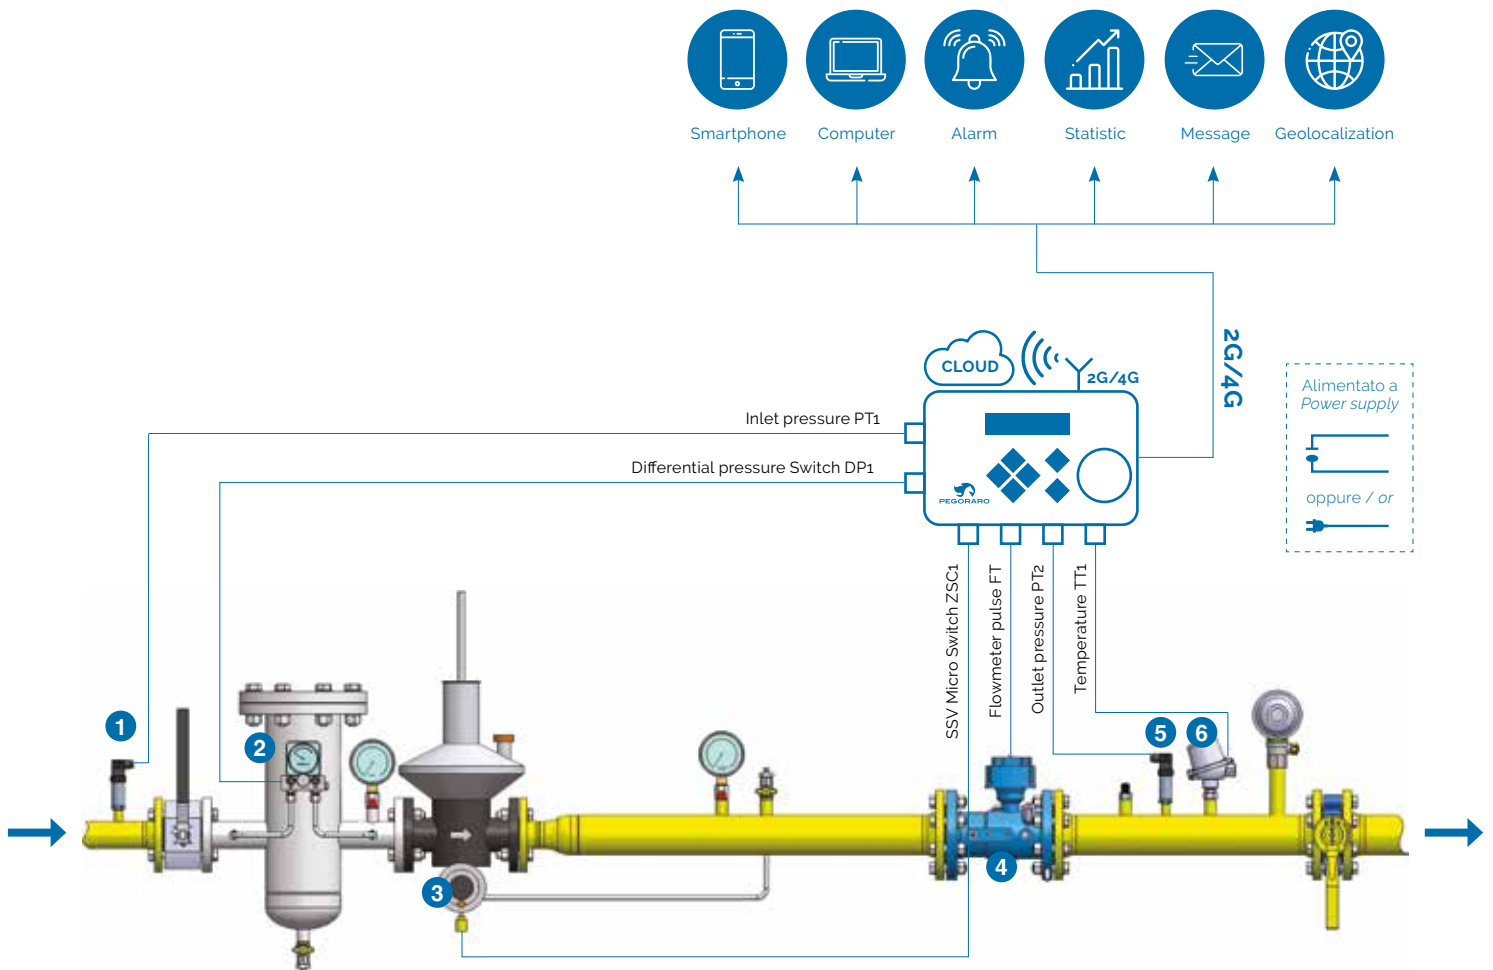 Smartphone
Computer
Alarm
Statistic
Message
Geolocalization
2G/4G
CLOUD
2G/4G
Alimentato a
Power supply
oppure / or
Inlet pressure PT1
Differential pressure Switch DP1
PEGORARO
SSV Micro Switch ZSC1
Flowmeter pulse FT
Outlet pressure PT2
Temperature TT1
1
2
3
4
5
6